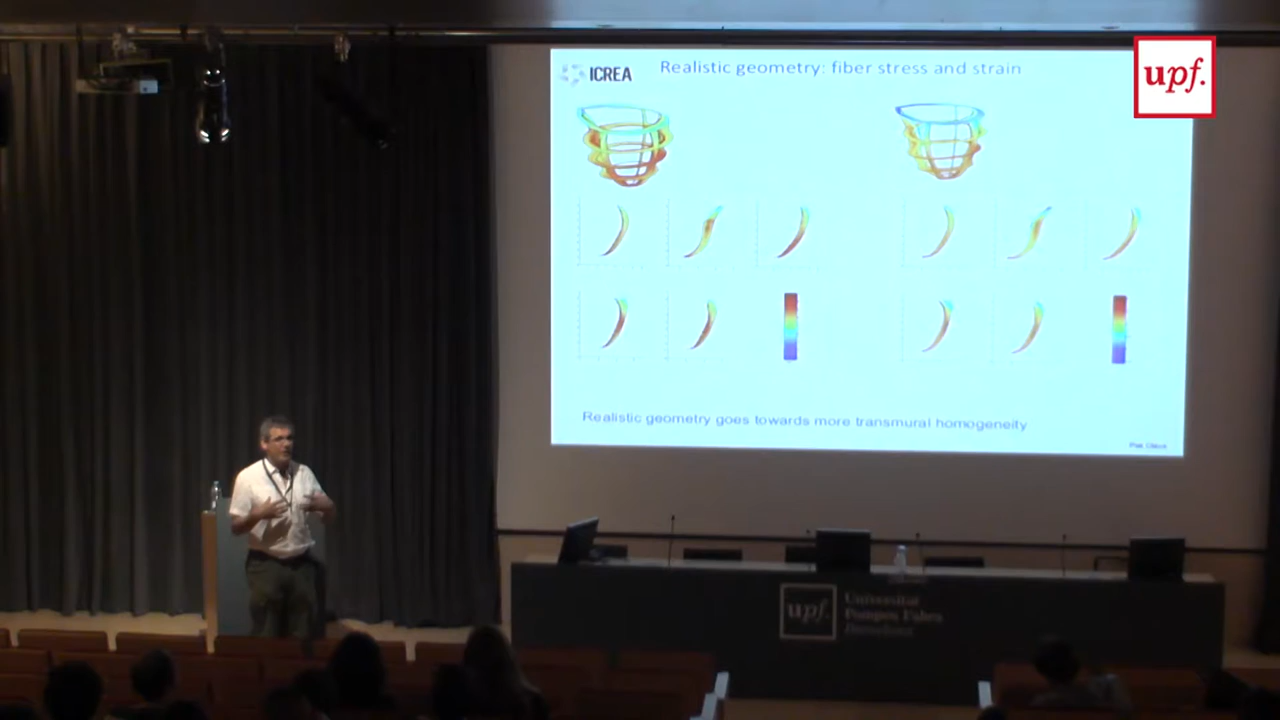 ICREA
Realistic geometry: fiber stress and strain
upf.
Realistic geometry goes towards more transmural homogeneity
upf.
Universitat
Pompeu Fabra
Barcelona